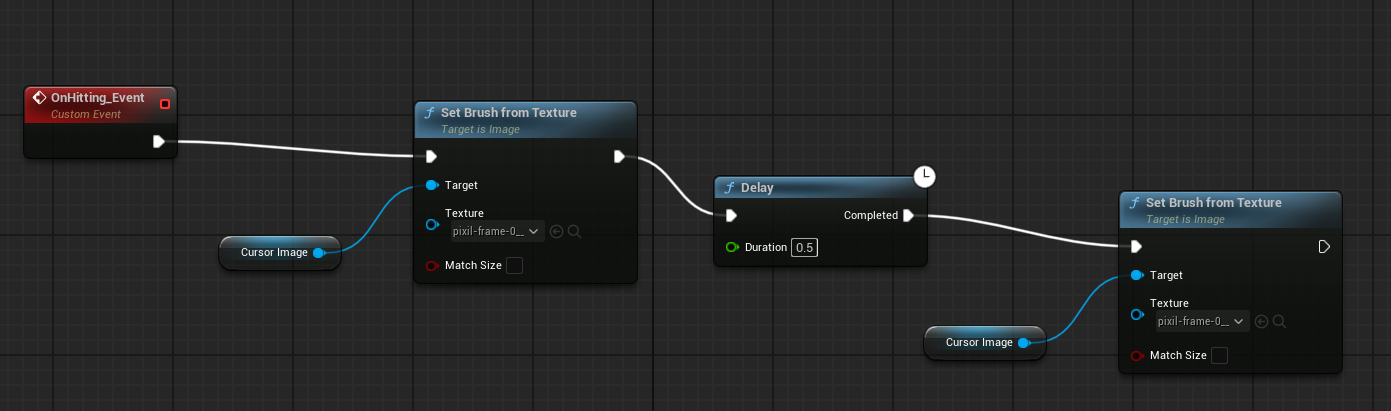 OnHitting_Event
Custom Event
Set Brush from Texture
Target is Image
Target
Texture
pixil-frame-0_
Match Size
Cursor Image
Delay
Completed
Duration 0.5
Set Brush from Texture
Target is Image
Target
Texture
pixil-frame-0_
Match Size
Cursor Image